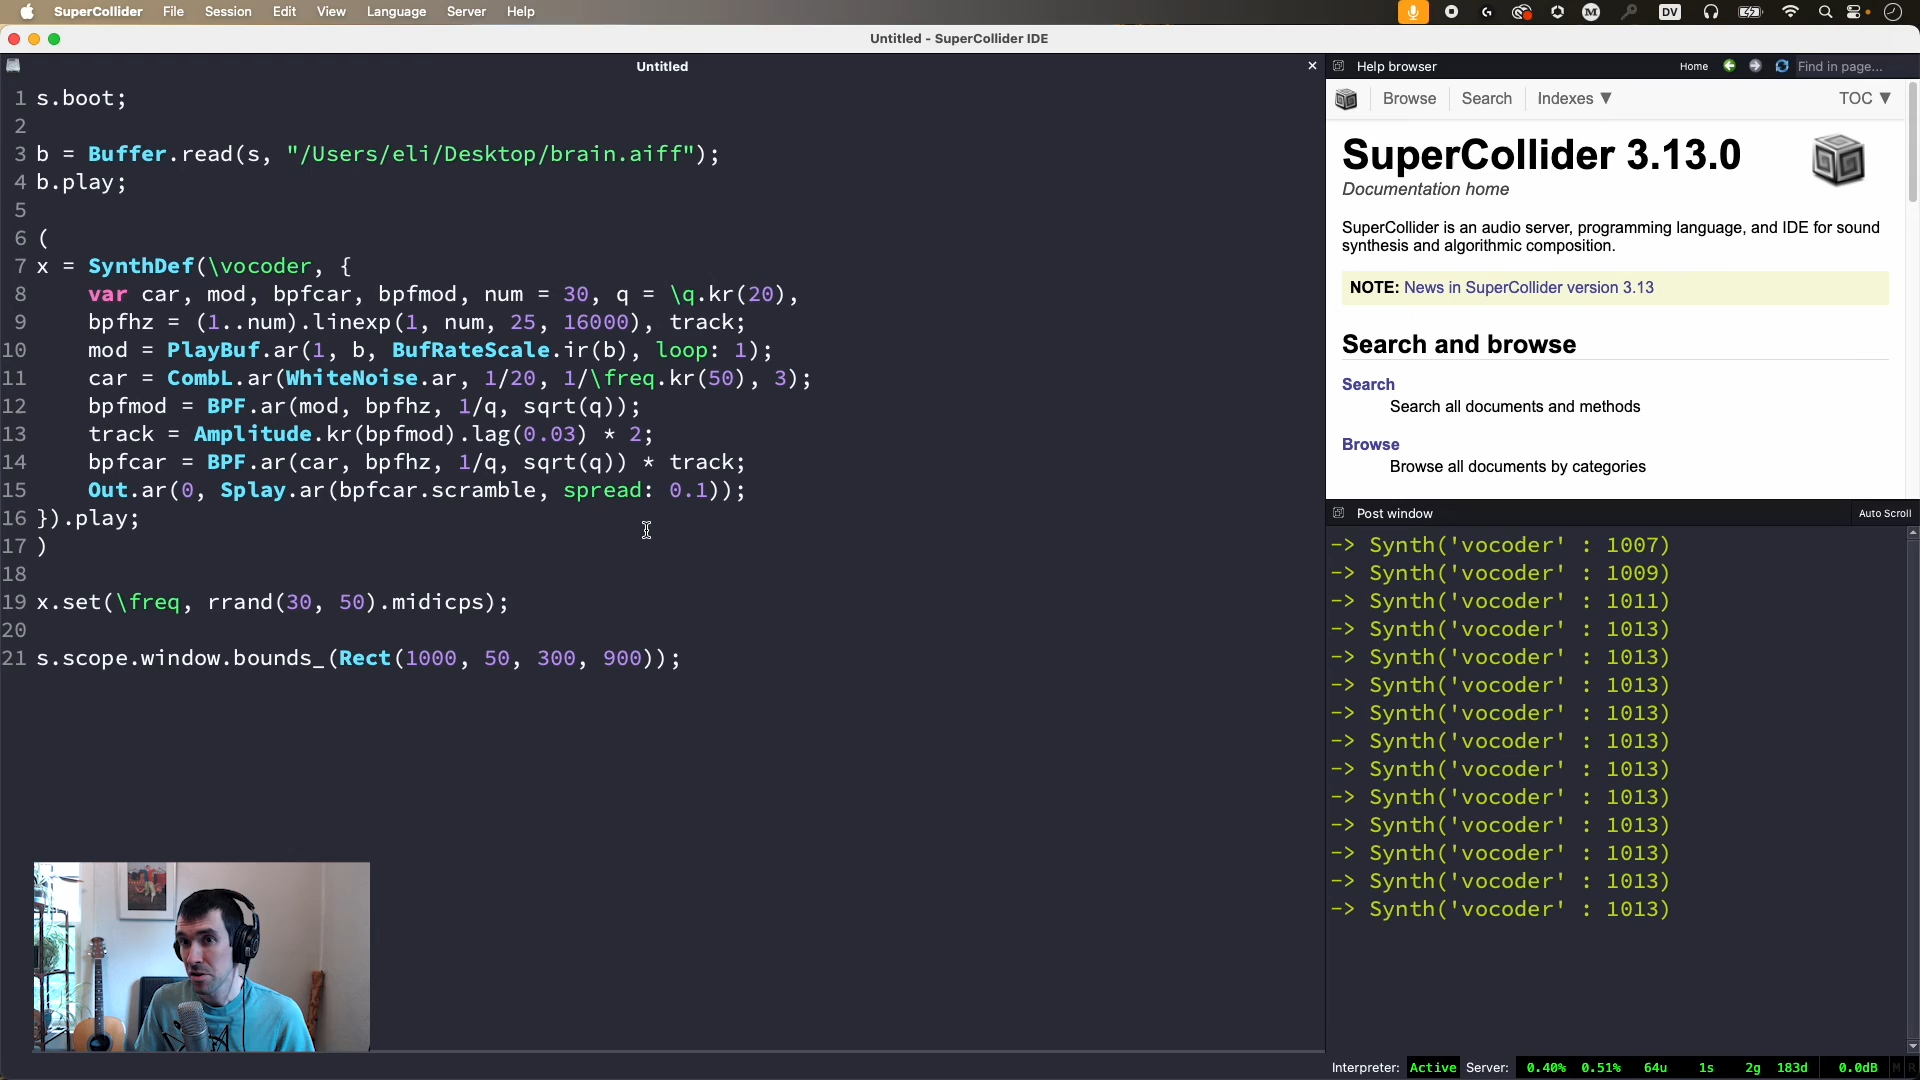 SuperCollider File Session Edit View Language Server Help
DV
Untitled - SuperCollider IDE
Untitled
1 s.boot;
2
3 b = Buffer.read(s, "/Users/eli/Desktop/brain.aiff");
4 b.play;
5
6 (
7 x = SynthDef(\vocoder, {
8 var car, mod, bpfcar, bpfmod, num = 30, q = \q.kr(20),
9 bpfhz = (1..num).linexp(1, num, 25, 16000), track;
10 mod = PlayBuf.ar(1, b, BufRateScale.ir(b), loop: 1);
11 car = CombL.ar(WhiteNoise.ar, 1/20, 1/\freq.kr(50), 3);
12 bpfmod = BPF.ar(mod, bpfhz, 1/q, sqrt(q));
13 track = Amplitude.kr(bpfmod).lag(0.03) * 2;
14 bpfcar = BPF.ar(car, bpfhz, 1/q, sqrt(q)) * track;
15 Out.ar(0, Splay.ar(bpfcar.scramble, spread: 0.1));
16 }).play;
17 )
18
19 x.set(\freq, rrand(30, 50).midicps);
20
21 s.scope.window.bounds_(Rect(1000, 50, 300, 900));
Help browser Home Find in page...
Browse Search Indexes ▼ TOC ▼
SuperCollider 3.13.0
Documentation home
SuperCollider is an audio server, programming language, and IDE for sound
synthesis and algorithmic composition.
NOTE: News in SuperCollider version 3.13
Search and browse
Search
Search all documents and methods
Browse
Browse all documents by categories
Post window Auto Scroll
-> Synth('vocoder' : 1007)
-> Synth('vocoder' : 1009)
-> Synth('vocoder' : 1011)
-> Synth('vocoder' : 1013)
-> Synth('vocoder' : 1013)
-> Synth('vocoder' : 1013)
-> Synth('vocoder' : 1013)
-> Synth('vocoder' : 1013)
-> Synth('vocoder' : 1013)
-> Synth('vocoder' : 1013)
-> Synth('vocoder' : 1013)
-> Synth('vocoder' : 1013)
-> Synth('vocoder' : 1013)
-> Synth('vocoder' : 1013)
Interpreter: Active Server: 0.40% 0.51% 64u 1s 2g 183d 0.0dB M R